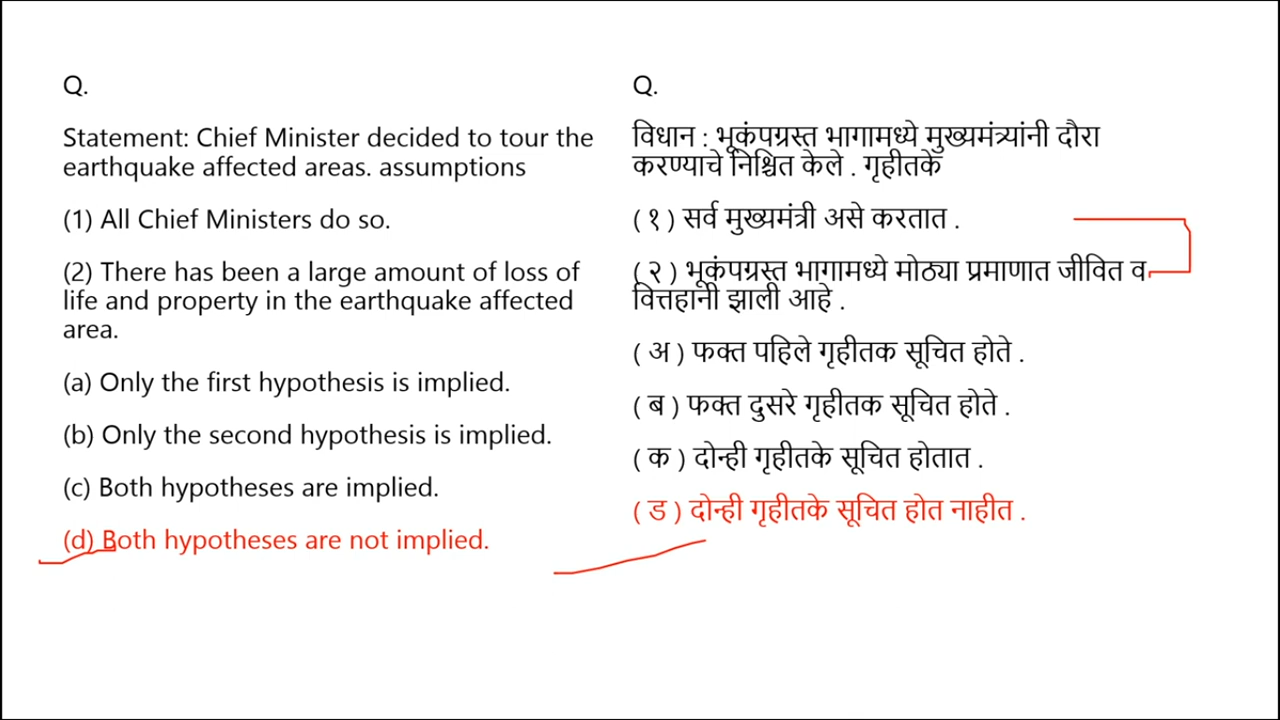 Q.
Statement: Chief Minister decided to tour the
earthquake affected areas. assumptions
(1) All Chief Ministers do so.
(2) There has been a large amount of loss of
life and property in the earthquake affected
area.
(a) Only the first hypothesis is implied.
(b) Only the second hypothesis is implied.
(c) Both hypotheses are implied.
(d) Both hypotheses are not implied.
Q.
विधान : भूकंपग्रस्त भागामध्ये मुख्यमंत्र्यांनी दौरा
करण्याचे निश्चित केले . गृहीतके
( १ ) सर्व मुख्यमंत्री असे करतात .
( २ ) भूकंपग्रस्त भागामध्ये मोठ्या प्रमाणात जीवित व
वित्तहानी झाली आहे .
( अ ) फक्त पहिले गृहीतक सूचित होते .
( ब ) फक्त दुसरे गृहीतक सूचित होते .
( क ) दोन्ही गृहीतके सूचित होतात .
( ड ) दोन्ही गृहीतके सूचित होत नाहीत .